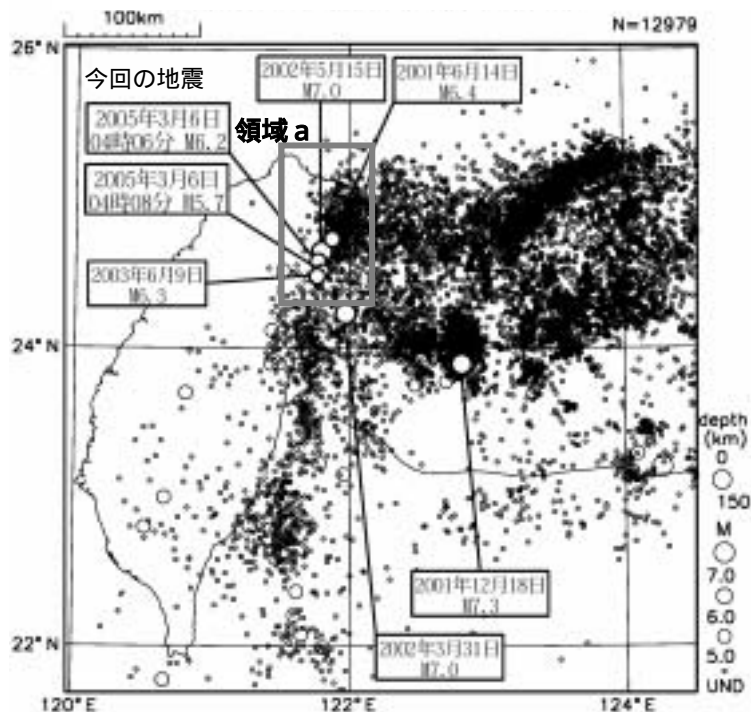 100km
N=12979
26°N
今回の地震
2002年5月15日
M7.0
2001年6月14日
M6.4
2005年3月6日
04時06分 M6.2
領域 a
2005年3月6日
04時08分 M5.7
2003年6月9日
M6.3
24°N
depth
(km)
0
150
M
7.0
6.0
5.0
UND
2001年12月18日
M7.3
2002年3月31日
M7.0
22°N
120°E
122°E
124°E